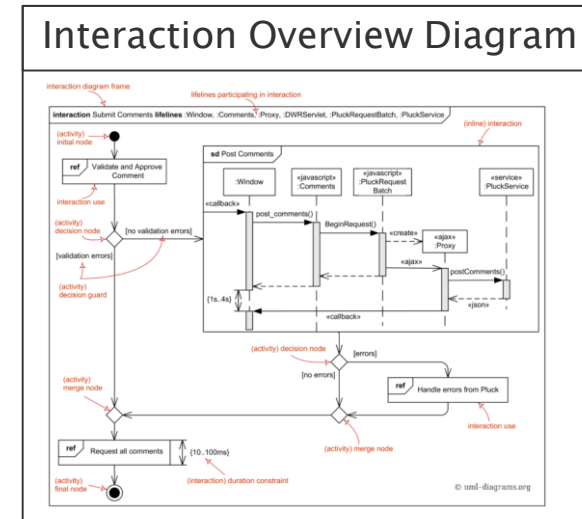 Interaction Overview Diagram
interaction diagram frame
lifelines participating in interaction
interaction Submit Comments lifelines :Window, :Comments, :Proxy, :DWRServlet, :PluckRequestBatch, :PluckService
(activity)
initial node
(inline) interaction
ref
Validate and Approve
Comment
interaction use
sd Post Comments
:Window
«javascript»
:Comments
«javascript»
:PluckRequest
Batch
«service»
:PluckService
«callback»
post_comments()
BeginRequest()
«create»
«ajax»
:Proxy
«ajax»
postComments()
«json»
{1s..4s}
«callback»
(activity)
decision node
[no validation errors]
[validation errors]
(activity)
decision guard
(activity) decision node
[errors]
[no errors]
ref
Handle errors from Pluck
interaction use
(activity)
merge node
(activity) merge node
ref
Request all comments
{10..100ms}
(interaction) duration constraint
(activity)
final node
© uml-diagrams.org